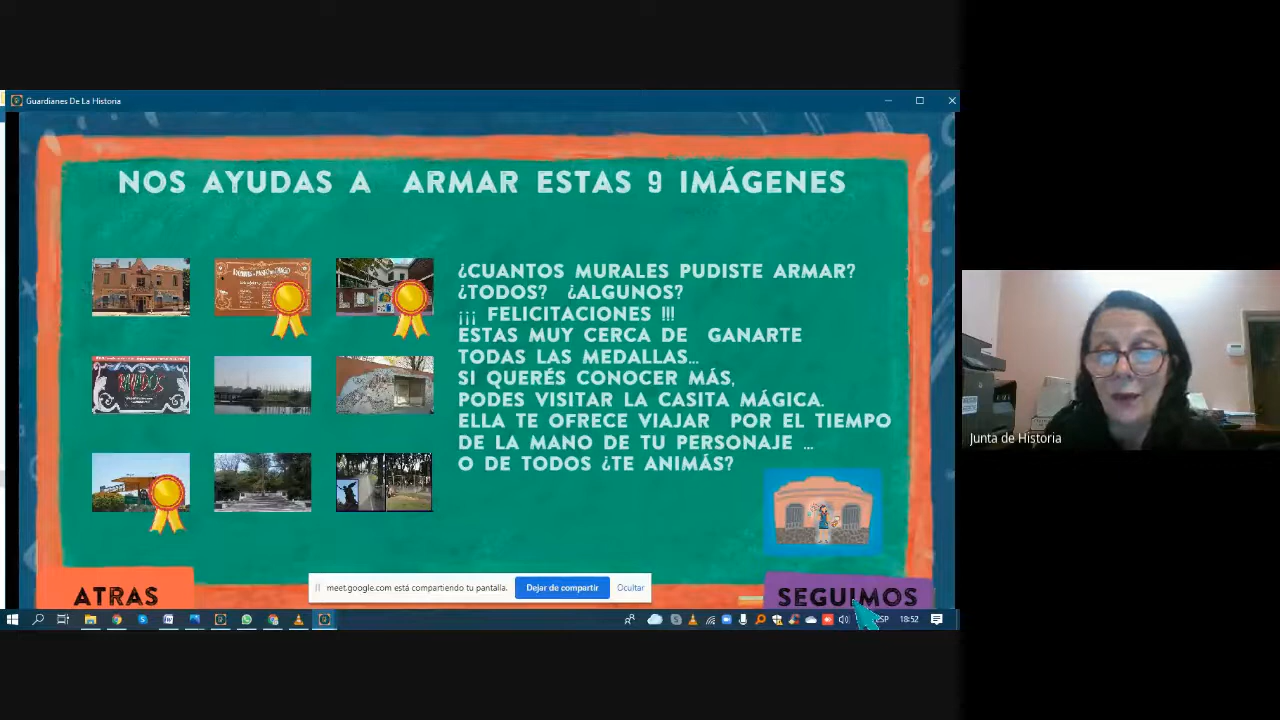 Guardianes De La Historia
NOS AYUDAS A ARMAR ESTAS 9 IMÁGENES
¿CUANTOS MURALES PUDISTE ARMAR?
¿TODOS? ¿ALGUNOS?
¡¡¡ FELICITACIONES !!!
ESTAS MUY CERCA DE GANARTE
TODAS LAS MEDALLAS...
SI QUERÉS CONOCER MÁS,
PODES VISITAR LA CASITA MÁGICA.
ELLA TE OFRECE VIAJAR POR EL TIEMPO
DE LA MANO DE TU PERSONAJE ...
O DE TODOS ¿TE ANIMÁS?
Junta de Historia
ATRAS
meet.google.com está compartiendo tu pantalla.
Dejar de compartir
Ocultar
SEGUIMOS
18:52